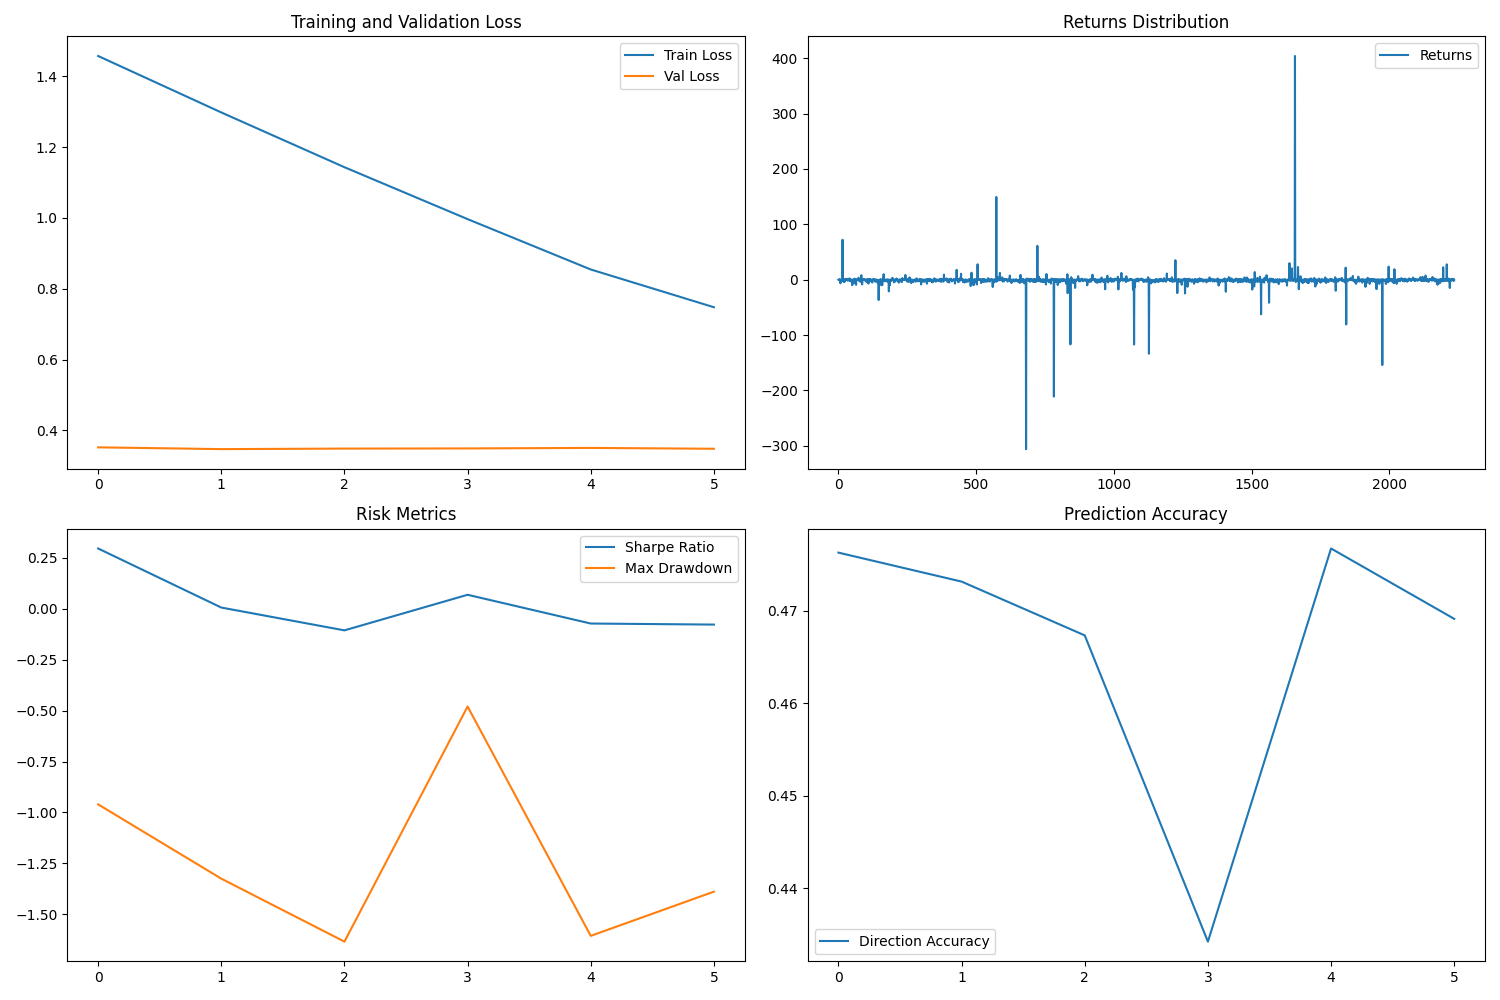 Training and Validation Loss
Train Loss
Val Loss
1.4
1.2
1.0
0.8
0.6
0.4
0 1 2 3 4 5
Returns Distribution
Returns
400
300
200
100
0
−100
−200
−300
0 500 1000 1500 2000
Risk Metrics
Sharpe Ratio
Max Drawdown
0.25
0.00
−0.25
−0.50
−0.75
−1.00
−1.25
−1.50
0 1 2 3 4 5
Prediction Accuracy
0.47
0.46
0.45
0.44
Direction Accuracy
0 1 2 3 4 5